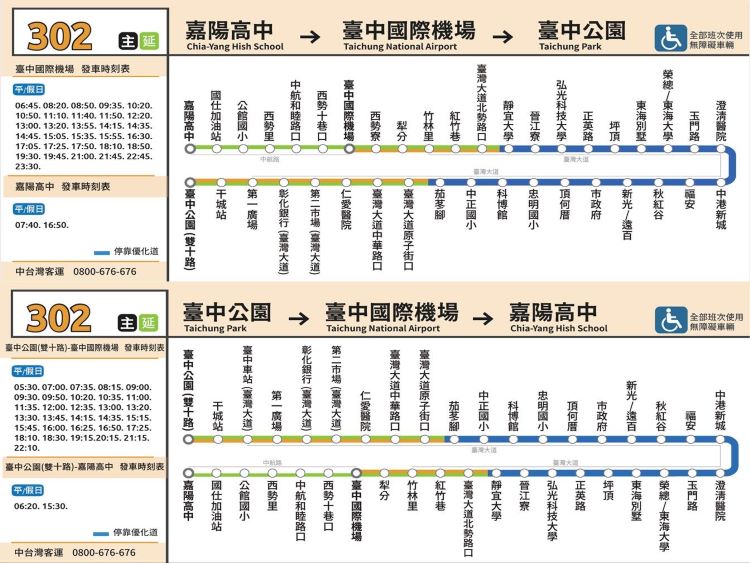 302 主 延
嘉陽高中 → 臺中國際機場 → 臺中公園
Chia-Yang Hish School Taichung National Airport Taichung Park
全部班次使用
無障礙車輛
臺中國際機場 發車時刻表
平/假日
06:45. 08:20. 08:50. 09:35. 10:20.
10:50. 11:10. 11:40. 11:50. 12:20.
13:00. 13:20. 13:55. 14:15. 14:35.
14:45. 15:05. 15:35. 15:55. 16:30.
17:05. 17:25. 17:50. 18:10. 18:50.
19:30. 19:45. 21:00. 21:45. 22:45.
23:30.
嘉陽高中 發車時刻表
平/假日
07:40. 16:50.
停靠優化道
中台灣客運 0800-676-676
嘉陽高中
國仕加油站
公館國小
西勢里
中航和睦路口
西勢十巷口
臺中國際機場
西勢寮
犁分
竹林里
紅竹巷
臺灣大道北勢路口
靜宜大學
晉江寮
弘光科技大學
正英路
坪頂
東海別墅
榮總/東海大學
玉門路
澄清醫院
中航路
臺灣大道
臺灣大道
臺中公園(雙十路)
干城站
第一廣場
彰化銀行(臺灣大道)
第二市場(臺灣大道)
仁愛醫院
臺灣大道中華路口
臺灣大道原子街口
茄苳腳
中正國小
科博館
忠明國小
頂何厝
市政府
新光/遠百
秋紅谷
福安
中港新城
302 主 延
臺中公園 → 臺中國際機場 → 嘉陽高中
Taichung Park Taichung National Airport Chia-Yang Hish School
全部班次使用
無障礙車輛
臺中公園(雙十路)-臺中國際機場 發車時刻表
平/假日
05:30. 07:00. 07:35. 08:15. 09:00.
09:30. 09:50. 10:20. 10:35. 11:00.
11:35. 12:00. 12:35. 13:00. 13:20.
13:30. 13:45. 14:15. 14:35. 15:15.
15:45. 16:00. 16:25. 16:50. 17:25.
18:10. 18:30. 19:15.20:15. 21:15.
22:10.
臺中公園(雙十路)-嘉陽高中 發車時刻表
平/假日
06:20. 15:30.
停靠優化道
中台灣客運 0800-676-676
臺中公園(雙十路)
干城站
臺中車站(臺灣大道)
第一廣場
彰化銀行(臺灣大道)
第二市場(臺灣大道)
仁愛醫院
臺灣大道中華路口
臺灣大道原子街口
茄苳腳
中正國小
科博館
忠明國小
頂何厝
市政府
新光/遠百
秋紅谷
福安
中港新城
臺灣大道
中航路
臺灣大道
嘉陽高中
國仕加油站
公館國小
西勢里
中航和睦路口
西勢十巷口
臺中國際機場
犁分
竹林里
紅竹巷
臺灣大道北勢路口
靜宜大學
晉江寮
弘光科技大學
正英路
坪頂
東海別墅
榮總/東海大學
玉門路
澄清醫院